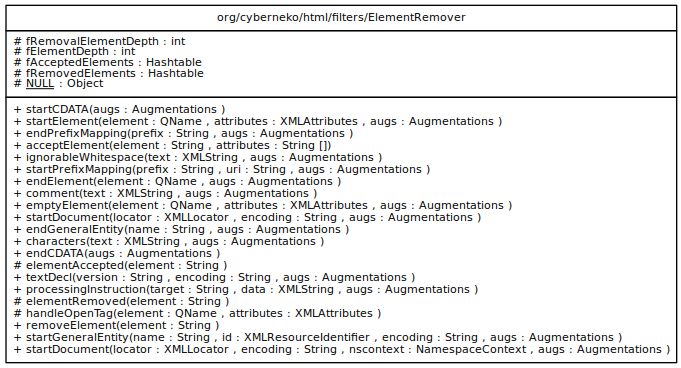 org/cyberneko/html/filters/ElementRemover
# fRemovalElementDepth : int
# fElementDepth : int
# fAcceptedElements : Hashtable
# fRemovedElements : Hashtable
# NULL : Object
+ startCDATA(augs : Augmentations )
+ startElement(element : QName , attributes : XMLAttributes , augs : Augmentations )
+ endPrefixMapping(prefix : String , augs : Augmentations )
+ acceptElement(element : String , attributes : String [])
+ ignorableWhitespace(text : XMLString , augs : Augmentations )
+ startPrefixMapping(prefix : String , uri : String , augs : Augmentations )
+ endElement(element : QName , augs : Augmentations )
+ comment(text : XMLString , augs : Augmentations )
+ emptyElement(element : QName , attributes : XMLAttributes , augs : Augmentations )
+ startDocument(locator : XMLLocator , encoding : String , augs : Augmentations )
+ endGeneralEntity(name : String , augs : Augmentations )
+ characters(text : XMLString , augs : Augmentations )
+ endCDATA(augs : Augmentations )
# elementAccepted(element : String )
+ textDecl(version : String , encoding : String , augs : Augmentations )
+ processingInstruction(target : String , data : XMLString , augs : Augmentations )
# elementRemoved(element : String )
# handleOpenTag(element : QName , attributes : XMLAttributes )
+ removeElement(element : String )
+ startGeneralEntity(name : String , id : XMLResourceIdentifier , encoding : String , augs : Augmentations )
+ startDocument(locator : XMLLocator , encoding : String , nscontext : NamespaceContext , augs : Augmentations )